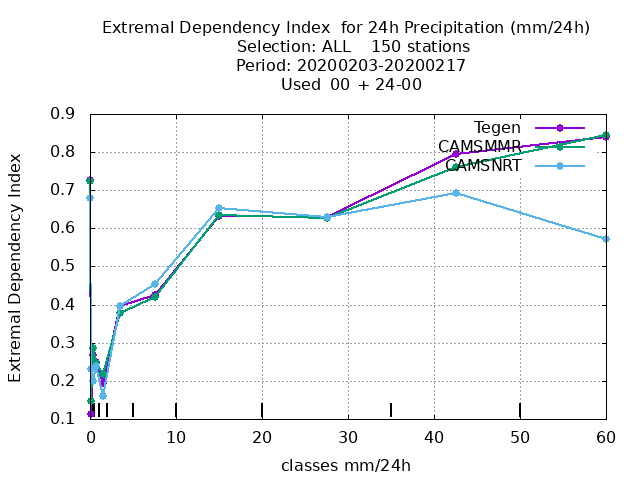 Extremal Dependency Index  for 24h Precipitation (mm/24h)
Selection: ALL    150 stations
Period: 20200203-20200217
Used  00 + 24-00
Extremal Dependency Index
0.9
0.8
0.7
0.6
0.5
0.4
0.3
0.2
0.1
Tegen
CAMSMMR
CAMSNRT
0 10 20 30 40 50 60
classes mm/24h